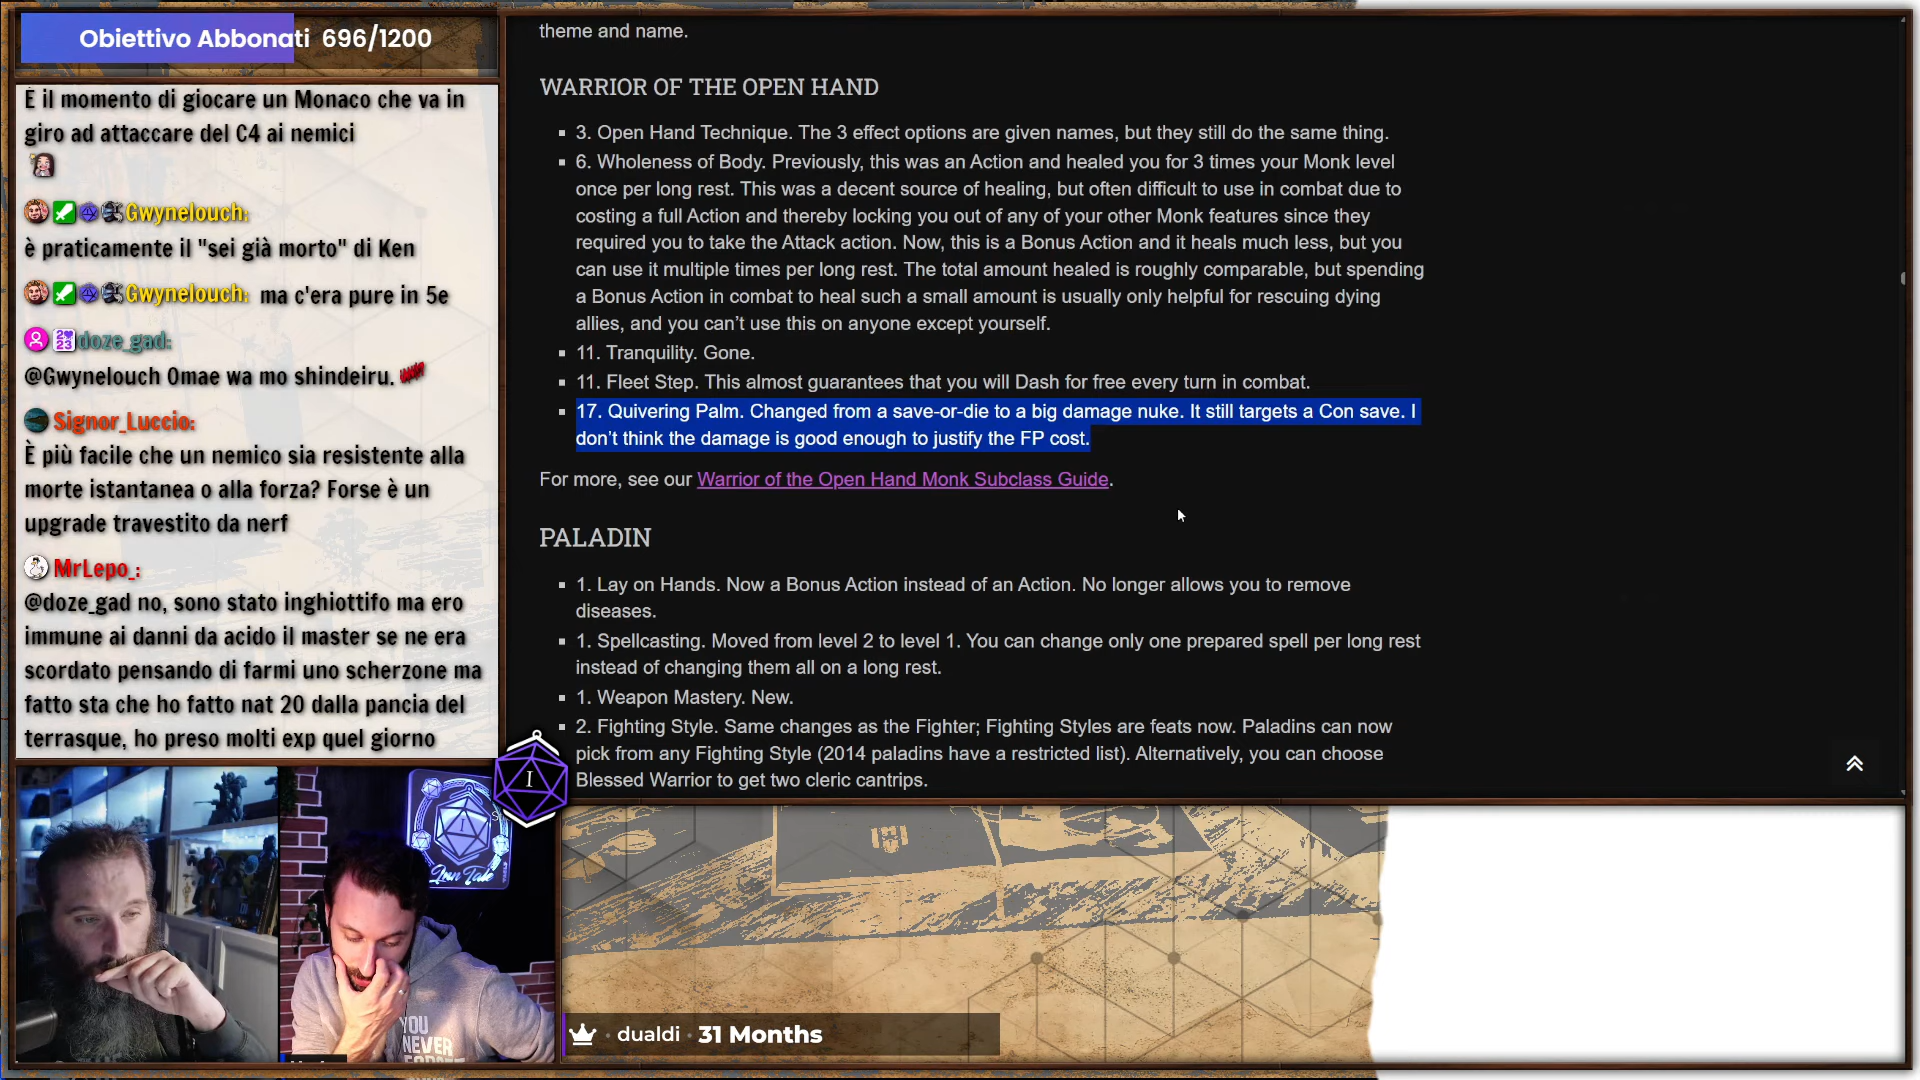 Obiettivo Abbonati 696/1200
È il momento di giocare un Monaco che va in
giro ad attaccare del C4 ai nemici
Gwynelouch:
è praticamente il "sei già morto" di Ken
Gwynelouch: ma c'era pure in 5e
doze_gad:
@Gwynelouch Omae wa mo shindeiru.
Signor_Luccio:
È più facile che un nemico sia resistente alla
morte istantanea o alla forza? Forse è un
upgrade travestito da nerf
MrLepo_:
@doze_gad no, sono stato inghiottifo ma ero
immune ai danni da acido il master se ne era
scordato pensando di farmi uno scherzone ma
fatto sta che ho fatto nat 20 dalla pancia del
terrasque, ho preso molti exp quel giorno
theme and name.
WARRIOR OF THE OPEN HAND
3. Open Hand Technique. The 3 effect options are given names, but they still do the same thing.
6. Wholeness of Body. Previously, this was an Action and healed you for 3 times your Monk level
once per long rest. This was a decent source of healing, but often difficult to use in combat due to
costing a full Action and thereby locking you out of any of your other Monk features since they
required you to take the Attack action. Now, this is a Bonus Action and it heals much less, but you
can use it multiple times per long rest. The total amount healed is roughly comparable, but spending
a Bonus Action in combat to heal such a small amount is usually only helpful for rescuing dying
allies, and you can’t use this on anyone except yourself.
11. Tranquility. Gone.
11. Fleet Step. This almost guarantees that you will Dash for free every turn in combat.
17. Quivering Palm. Changed from a save-or-die to a big damage nuke. It still targets a Con save. I
don’t think the damage is good enough to justify the FP cost.
For more, see our Warrior of the Open Hand Monk Subclass Guide.
PALADIN
1. Lay on Hands. Now a Bonus Action instead of an Action. No longer allows you to remove
diseases.
1. Spellcasting. Moved from level 2 to level 1. You can change only one prepared spell per long rest
instead of changing them all on a long rest.
1. Weapon Mastery. New.
2. Fighting Style. Same changes as the Fighter; Fighting Styles are feats now. Paladins can now
pick from any Fighting Style (2014 paladins have a restricted list). Alternatively, you can choose
Blessed Warrior to get two cleric cantrips.
I
Inn Tale
YOU
NEVER
dualdi · 31 Months